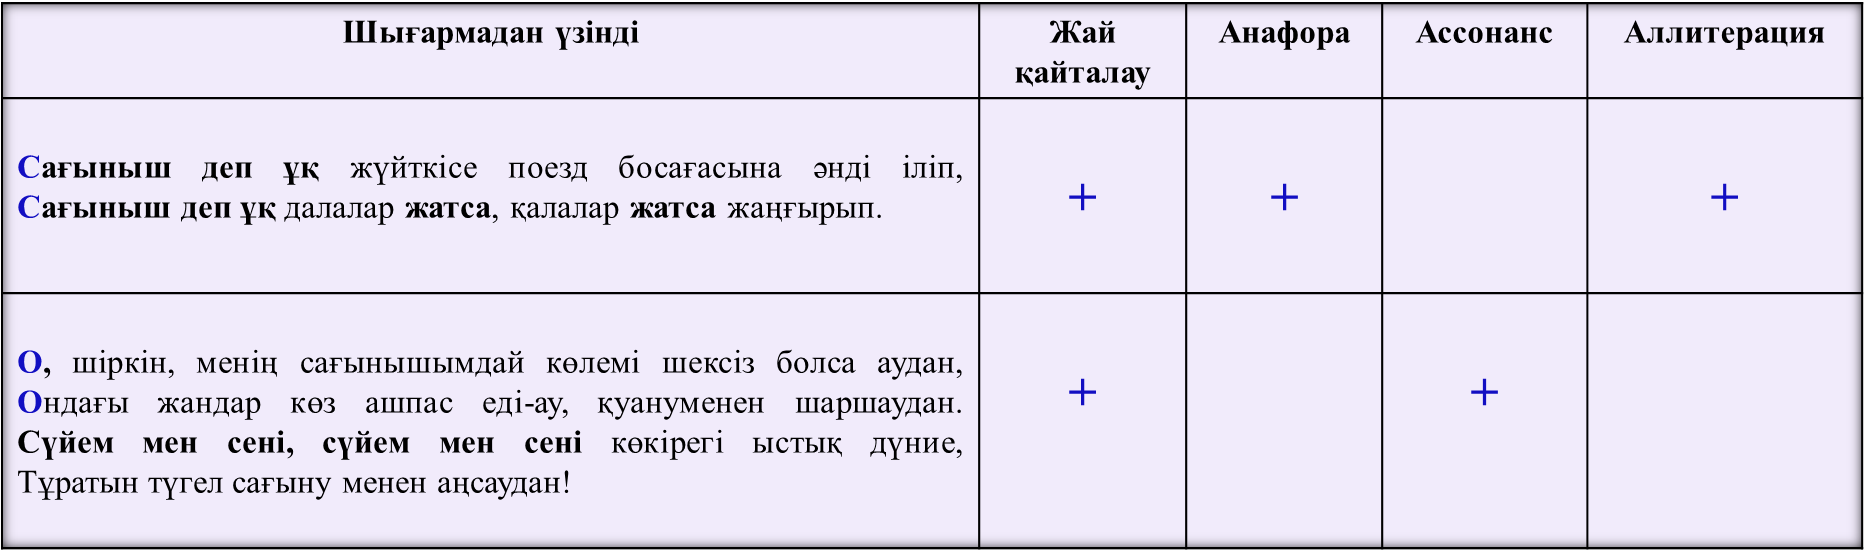 Шығармадан үзінді
Жай
қайталау
Анафора
Ассонанс
Аллитерация
Сағыныш деп ұқ жүйткісе поезд босағасына әнді іліп,
Сағыныш деп ұқ далалар жатса, қалалар жатса жаңғырып.
+
+
+
О, шіркін, менің сағынышымдай көлемі шексіз болса аудан,
Ондағы жандар көз ашпас еді-ау, қуануменен шаршаудан.
Сүйем мен сені, сүйем мен сені көкірегі ыстық дүние,
Тұратын түгел сағыну менен аңсаудан!
+
+